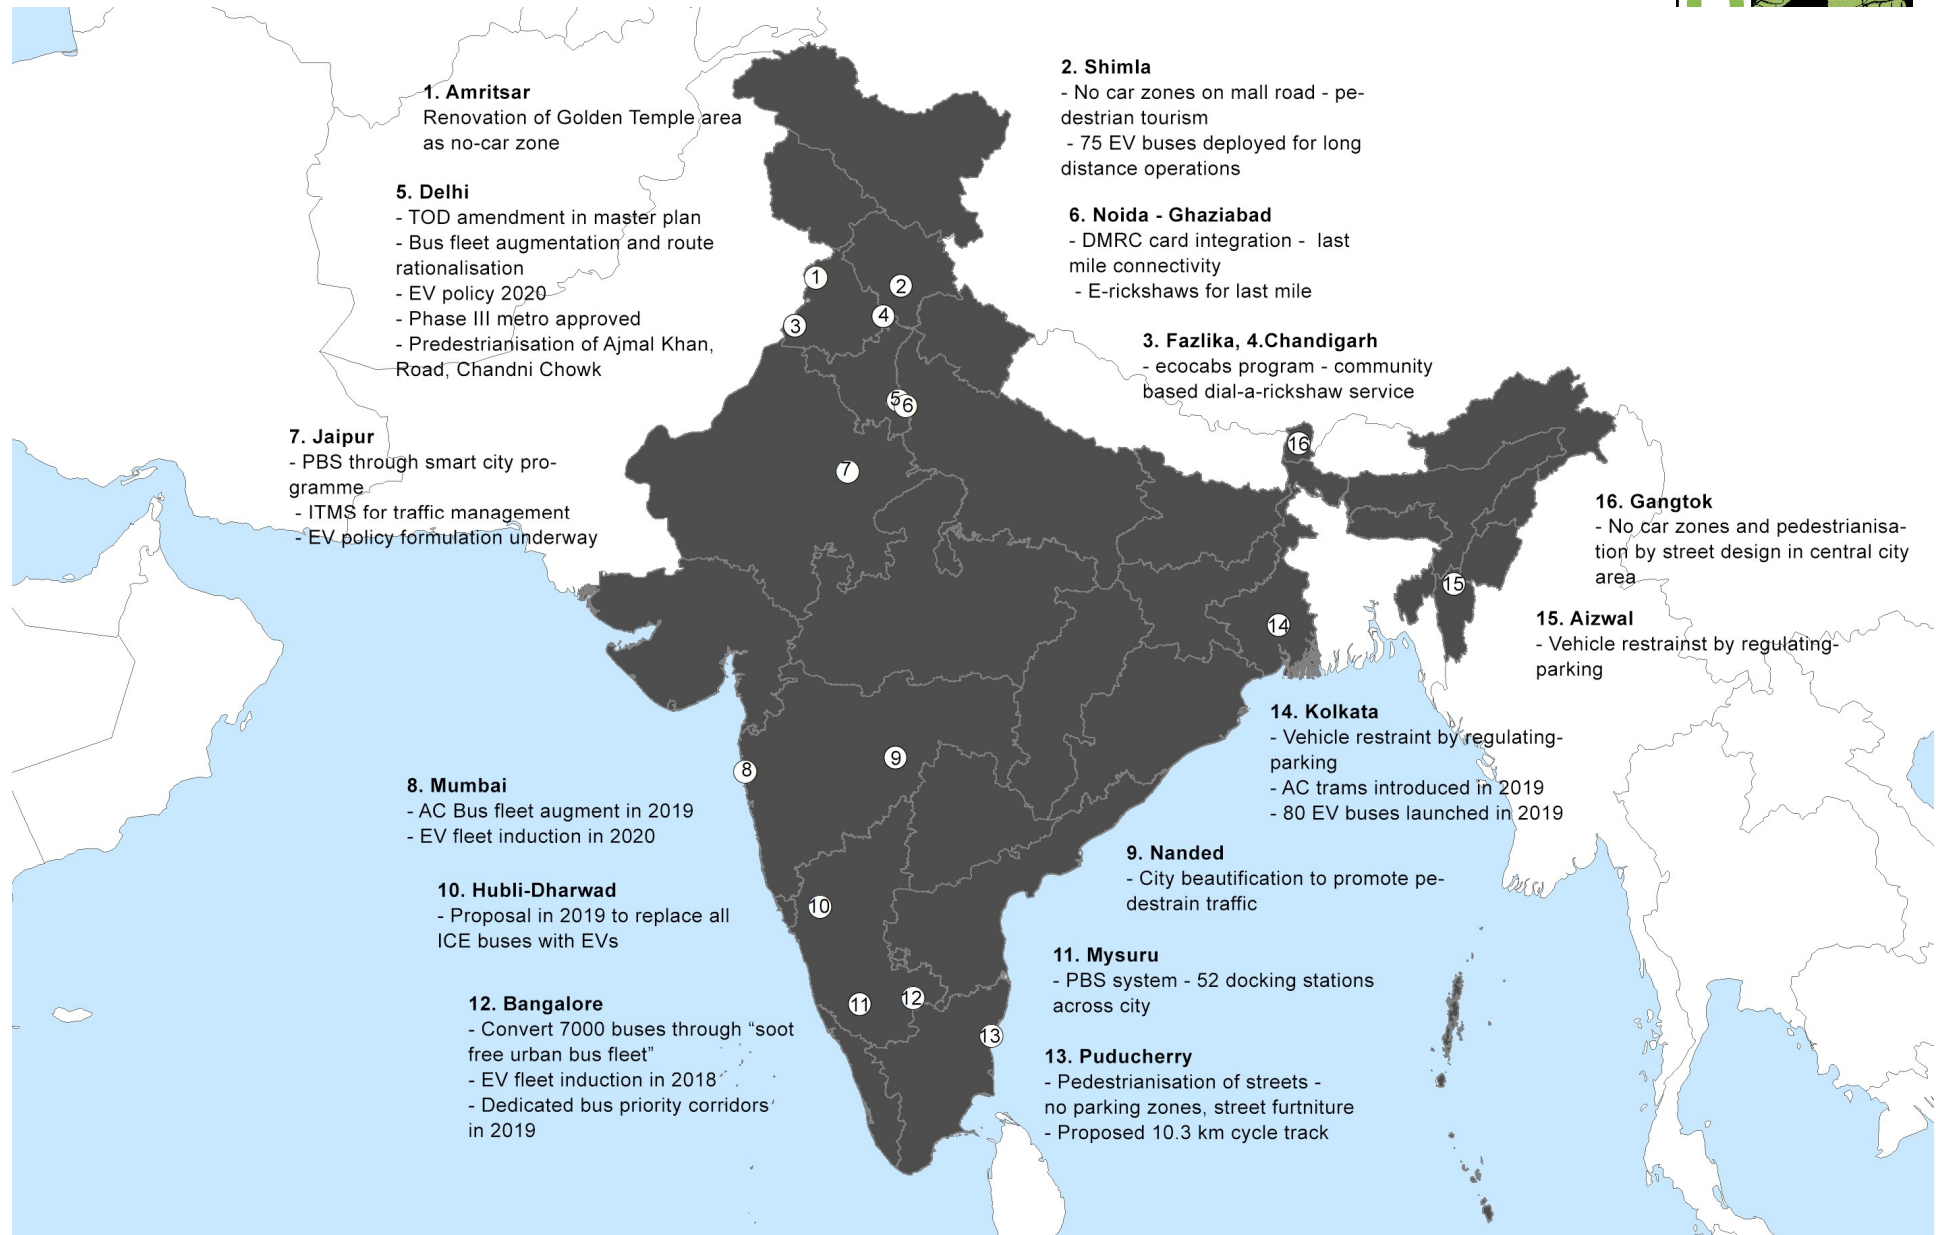 1. Amritsar
Renovation of Golden Temple area
as no-car zone
2. Shimla
- No car zones on mall road - pe-
destrian tourism
- 75 EV buses deployed for long
distance operations
5. Delhi
- TOD amendment in master plan
- Bus fleet augmentation and route
rationalisation
- EV policy 2020
- Phase III metro approved
- Predestrianisation of Ajmal Khan,
Road, Chandni Chowk
6. Noida - Ghaziabad
- DMRC card integration - last
mile connectivity
- E-rickshaws for last mile
3. Fazlika, 4.Chandigarh
- ecocabs program - community
based dial-a-rickshaw service
7. Jaipur
- PBS through smart city pro-
gramme
- ITMS for traffic management
- EV policy formulation underway
16. Gangtok
- No car zones and pedestrianisa-
tion by street design in central city
area
15. Aizwal
- Vehicle restrainst by regulating-
parking
14. Kolkata
- Vehicle restraint by regulating-
parking
- AC trams introduced in 2019
- 80 EV buses launched in 2019
8. Mumbai
- AC Bus fleet augment in 2019
- EV fleet induction in 2020
9. Nanded
- City beautification to promote pe-
destrain traffic
10. Hubli-Dharwad
- Proposal in 2019 to replace all
ICE buses with EVs
11. Mysuru
- PBS system - 52 docking stations
across city
12. Bangalore
- Convert 7000 buses through “soot
free urban bus fleet”
- EV fleet induction in 2018
- Dedicated bus priority corridors
in 2019
13. Puducherry
- Pedestrianisation of streets -
no parking zones, street furtniture
- Proposed 10.3 km cycle track
1
2
3
4
5
6
7
8
9
10
11
12
13
14
15
16